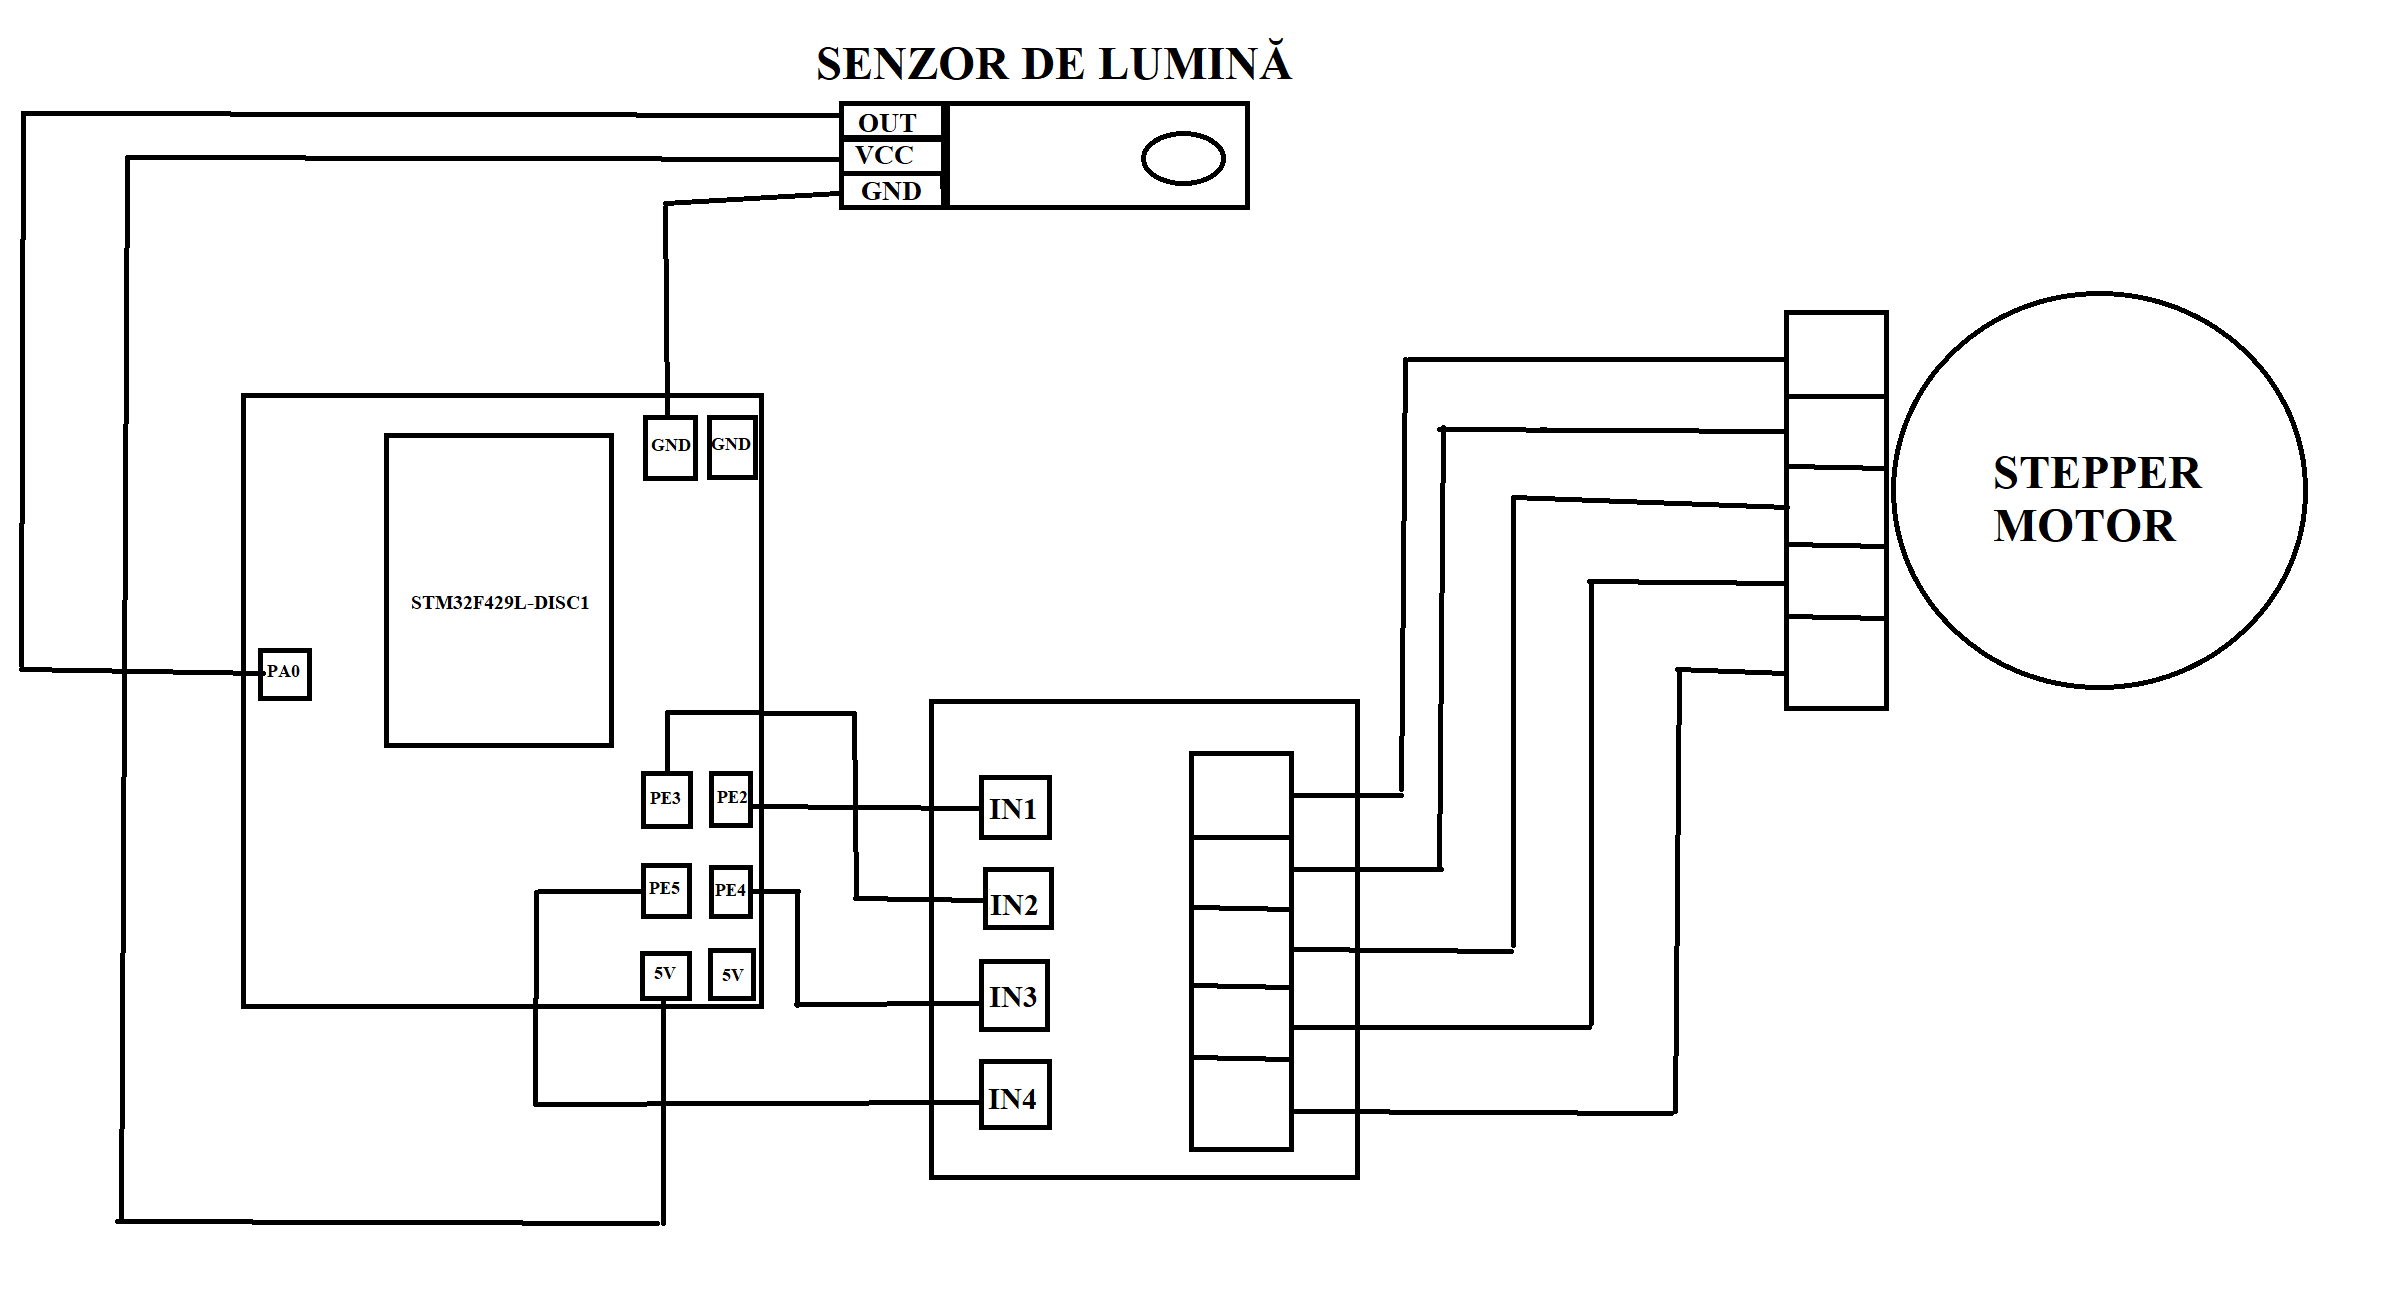 SENZOR DE LUMINĂ
OUT
VCC
GND
GND
GND
STEPPER
MOTOR
STM32F429L-DISC1
PA0
PE3
PE2
IN1
PE5
PE4
IN2
5V
5V
IN3
IN4